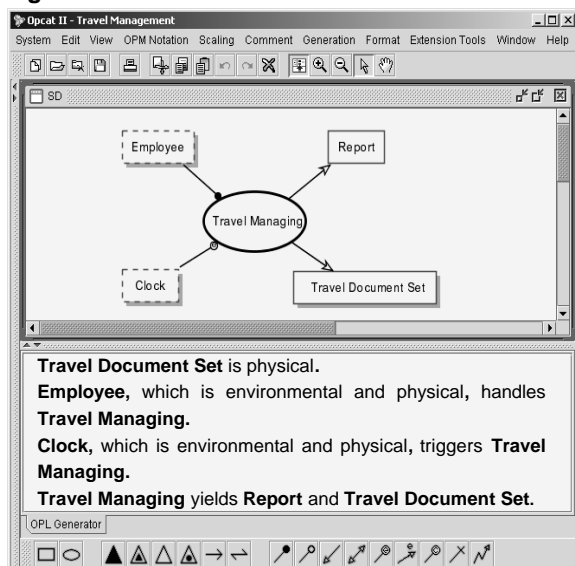 Opcat II - Travel Management
System Edit View OPM Notation Scaling Comment Generation Format Extension Tools Window Help
SD
Employee
Report
Travel Managing
Clock
Travel Document Set
Travel Document Set is physical.
Employee, which is environmental and physical, handles
Travel Managing.
Clock, which is environmental and physical, triggers Travel
Managing.
Travel Managing yields Report and Travel Document Set.
OPL Generator